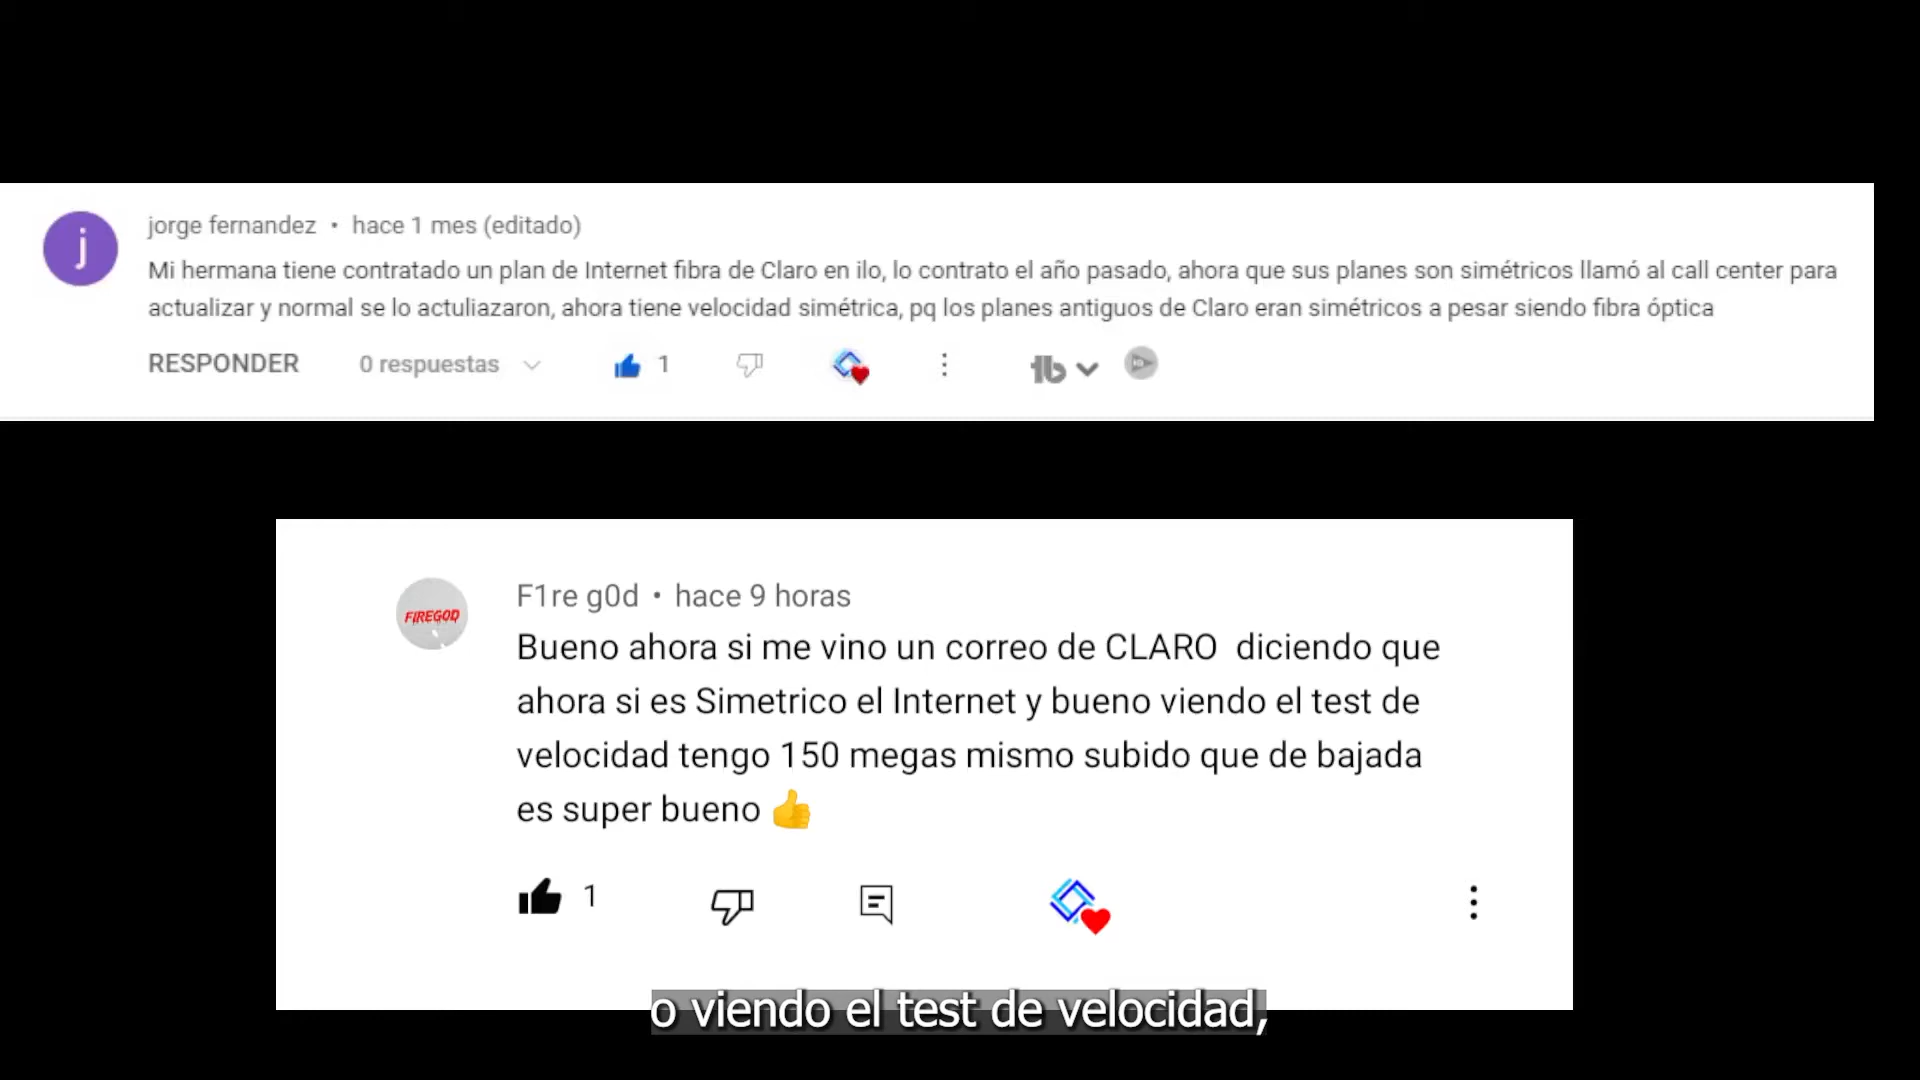 j
jorge fernandez • hace 1 mes (editado)
Mi hermana tiene contratado un plan de Internet fibra de Claro en ilo, lo contrato el año pasado, ahora que sus planes son simétricos llamó al call center para
actualizar y normal se lo actuliazaron, ahora tiene velocidad simétrica, pq los planes antiguos de Claro eran simétricos a pesar siendo fibra óptica
RESPONDER 0 respuestas 1
FIREGOD
F1re g0d • hace 9 horas
Bueno ahora si me vino un correo de CLARO diciendo que
ahora si es Simetrico el Internet y bueno viendo el test de
velocidad tengo 150 megas mismo subido que de bajada
es super bueno 👍
1
o viendo el test de velocidad,